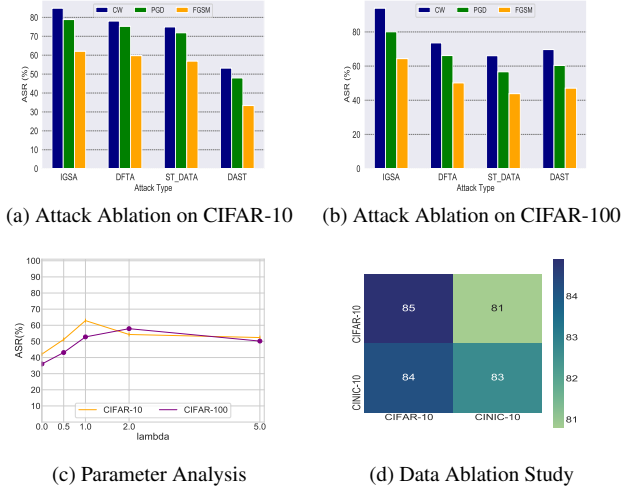 CW PGD FGSM
ASR (%)
80
70
60
50
40
30
20
10
0
IGSA DFTA ST_DATA DAST
Attack Type
(a) Attack Ablation on CIFAR-10
CW PGD FGSM
ASR (%)
80
60
40
20
0
IGSA DFTA ST_DATA DAST
Attack Type
(b) Attack Ablation on CIFAR-100
ASR(%)
100
90
80
70
60
50
40
30
20
10
0.0 0.5 1.0 2.0 5.0
CIFAR-10 CIFAR-100
lambda
(c) Parameter Analysis
CIFAR-10
CINIC-10
85 81
84 83
CIFAR-10 CINIC-10
84
83
82
81
(d) Data Ablation Study